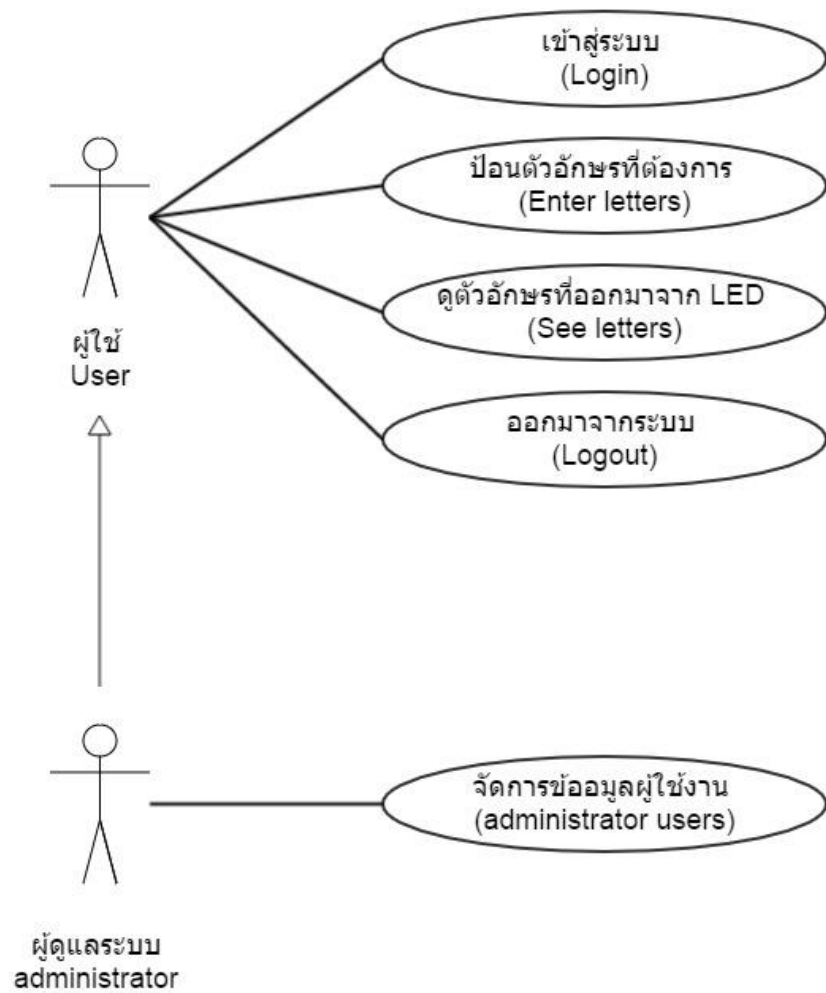 เข้าสู่ระบบ
(Login)
ป้อนตัวอักษรที่ต้องการ
(Enter letters)
ดูตัวอักษรที่ออกมาจาก LED
(See letters)
ผู้ใช้
User
ออกมาจากระบบ
(Logout)
จัดการข้ออมูลผู้ใช้งาน
(administrator users)
ผู้ดูแลระบบ
administrator